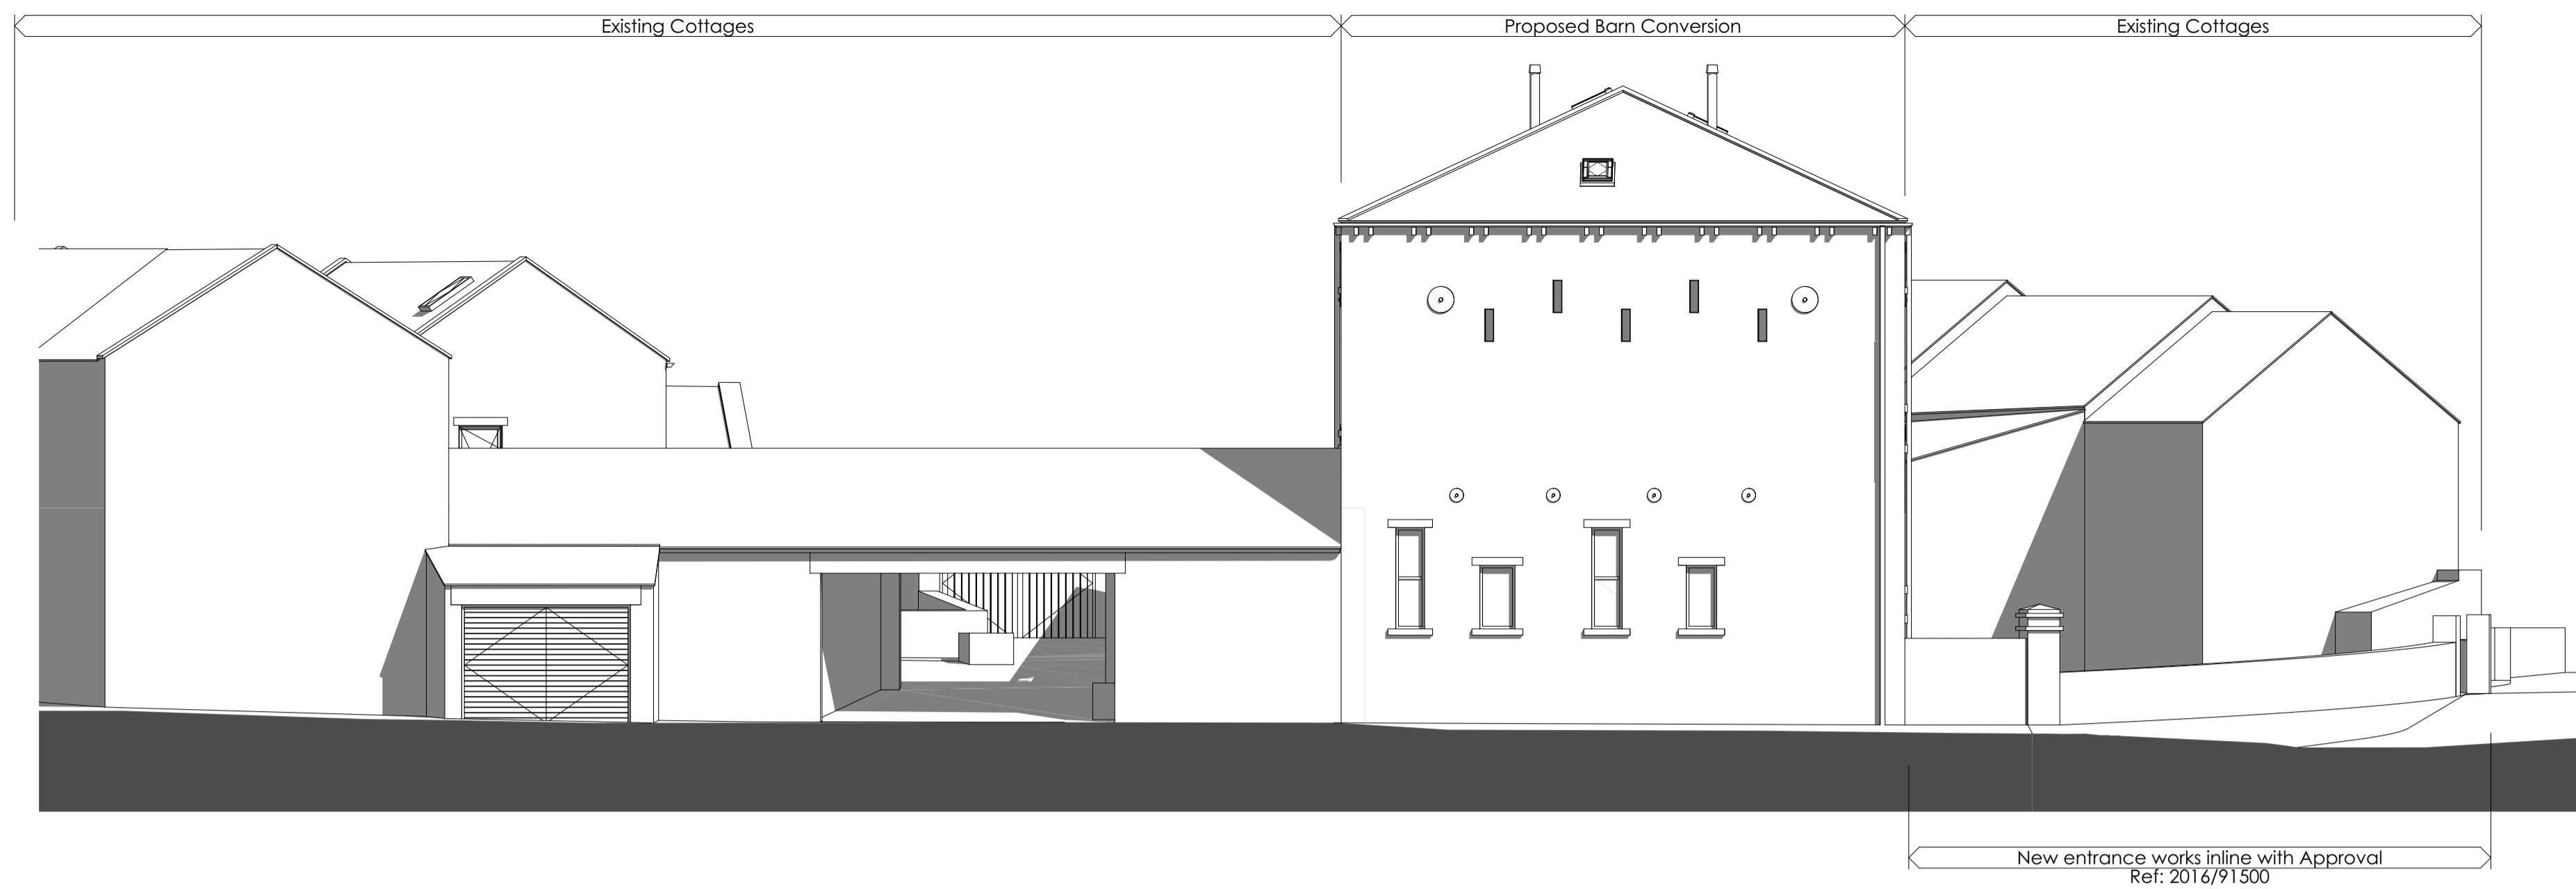 Existing Cottages
Proposed Barn Conversion
Existing Cottages
New entrance works inline with Approval
Ref: 2016/91500